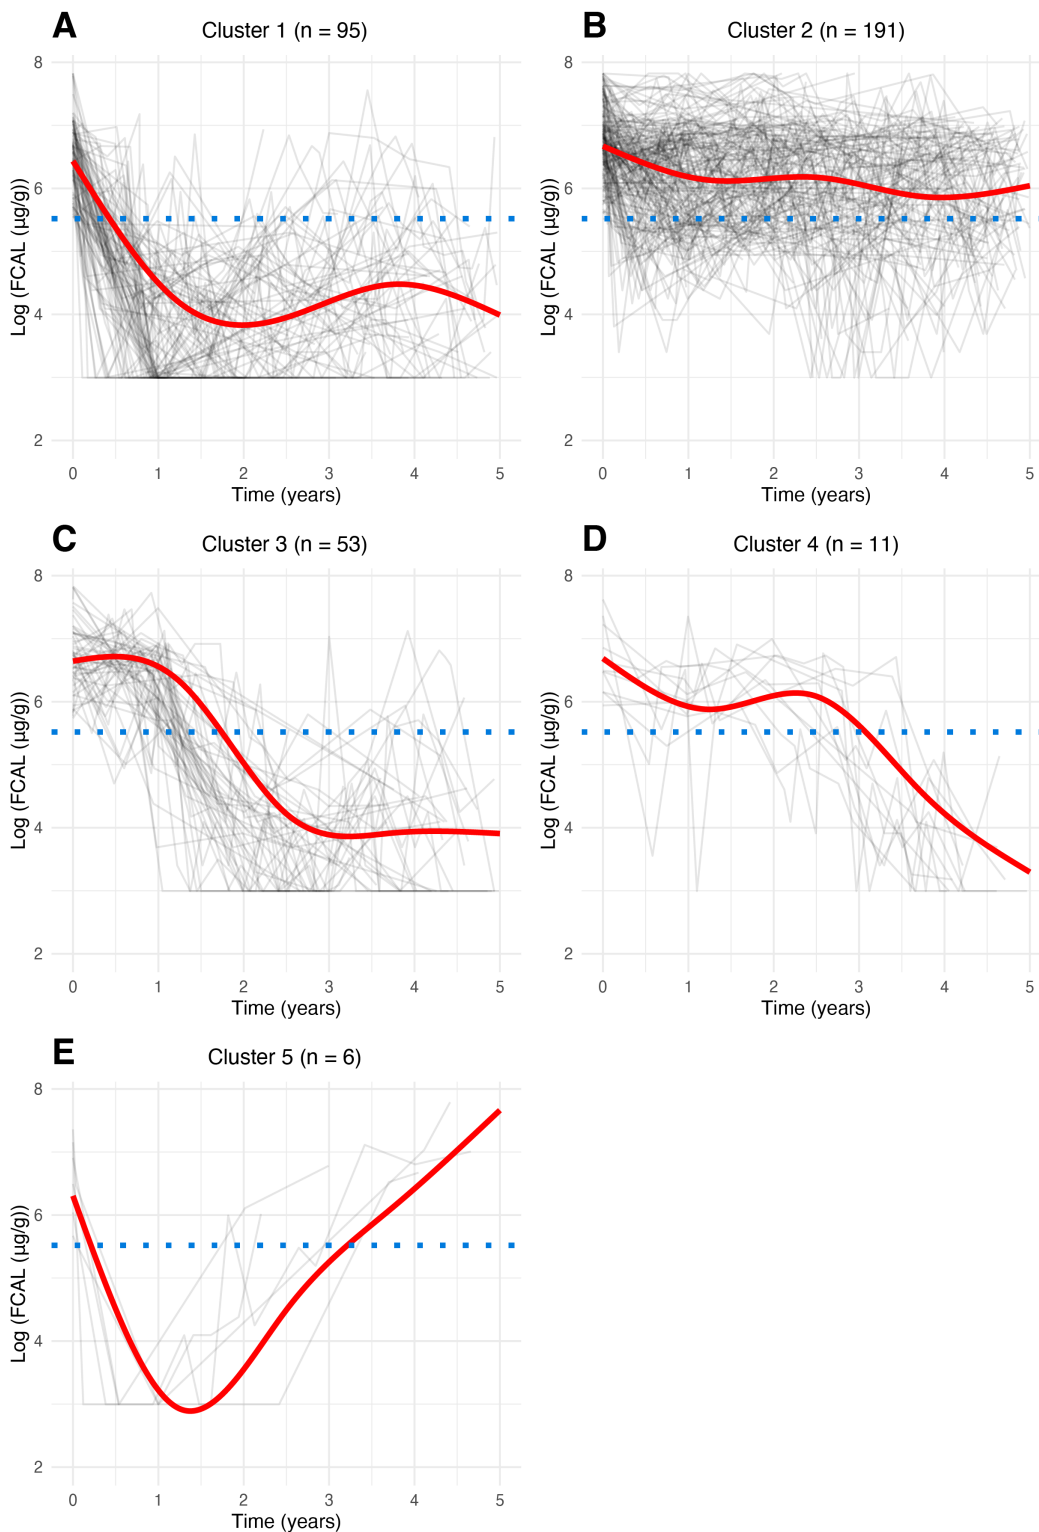 A
Cluster 1 (n = 95)
8
6
4
2
Log (FCAL (µg/g))
0 1 2 3 4 5
Time (years)
B
Cluster 2 (n = 191)
8
6
4
2
Log (FCAL (µg/g))
0 1 2 3 4 5
Time (years)
C
Cluster 3 (n = 53)
8
6
4
2
Log (FCAL (µg/g))
0 1 2 3 4 5
Time (years)
D
Cluster 4 (n = 11)
8
6
4
2
Log (FCAL (µg/g))
0 1 2 3 4 5
Time (years)
E
Cluster 5 (n = 6)
8
6
4
2
Log (FCAL (µg/g))
0 1 2 3 4 5
Time (years)